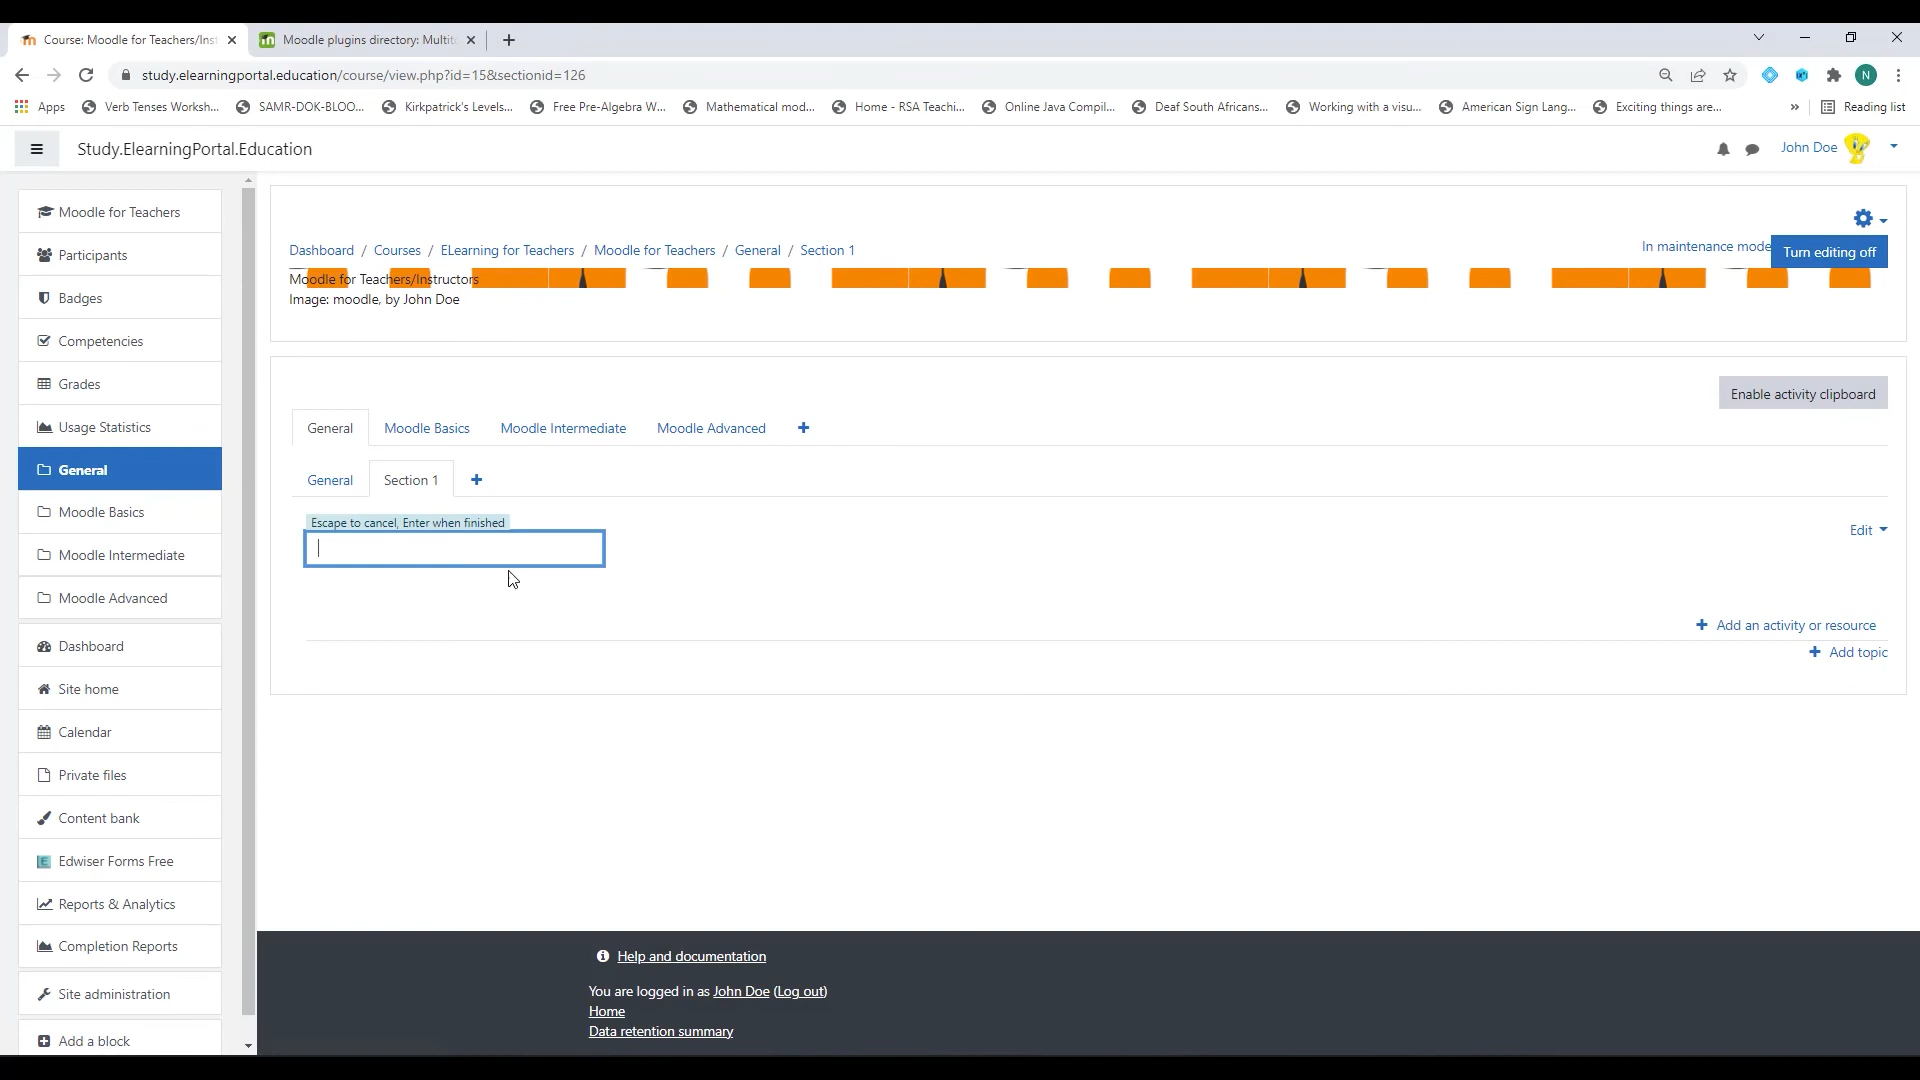 Course: Moodle for Teachers/Inst
Moodle plugins directory: Multit
study.elearningportal.education/course/view.php?id=15&sectionid=126
N
Apps
Verb Tenses Worksh...
SAMR-DOK-BLOO...
Kirkpatrick's Levels...
Free Pre-Algebra W...
Mathematical mod...
Home - RSA Teachi...
Online Java Compil...
Deaf South Africans...
Working with a visu...
American Sign Lang...
Exciting things are...
»
Reading list
Study.ElearningPortal.Education
John Doe
Moodle for Teachers
Participants
Badges
Competencies
Grades
Usage Statistics
General
Moodle Basics
Moodle Intermediate
Moodle Advanced
Dashboard
Site home
Calendar
Private files
Content bank
Edwiser Forms Free
Reports & Analytics
Completion Reports
Site administration
Add a block
Dashboard / Courses / ELearning for Teachers / Moodle for Teachers / General / Section 1
In maintenance mode
Turn editing off
Moodle for Teachers/Instructors
Image: moodle, by John Doe
Enable activity clipboard
General
Moodle Basics
Moodle Intermediate
Moodle Advanced
General
Section 1
Escape to cancel, Enter when finished
Edit
Add an activity or resource
Add topic
Help and documentation
You are logged in as John Doe (Log out)
Home
Data retention summary